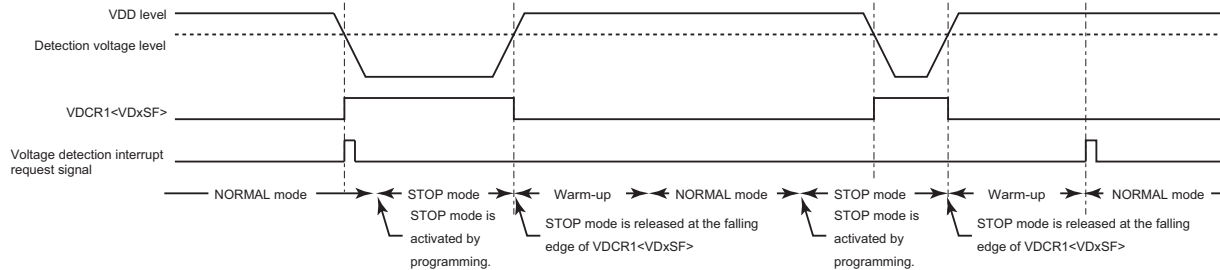 VDD level
Detection voltage level
VDCR1<VDxSF>
Voltage detection interrupt
request signal
NORMAL mode
STOP mode
Warm-up
NORMAL mode
STOP mode
Warm-up
NORMAL mode
STOP mode is
activated by
programming.
STOP mode is released at the falling
edge of VDCR1<VDxSF>
STOP mode is
activated by
programming.
STOP mode is released at the falling
edge of VDCR1<VDxSF>